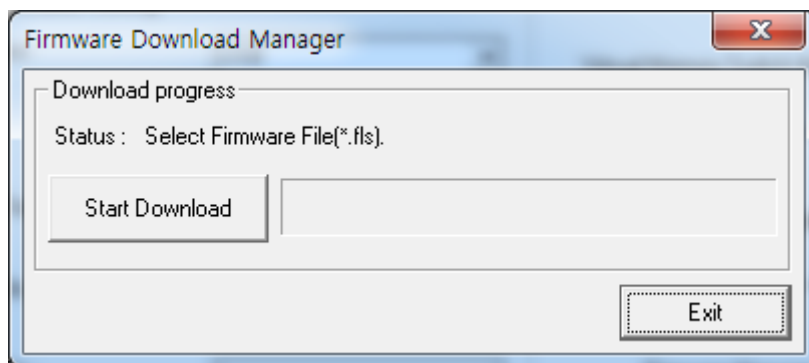 Firmware Download Manager
Download progress
Status : Select Firmware File(*.fls).
Start Download
Exit